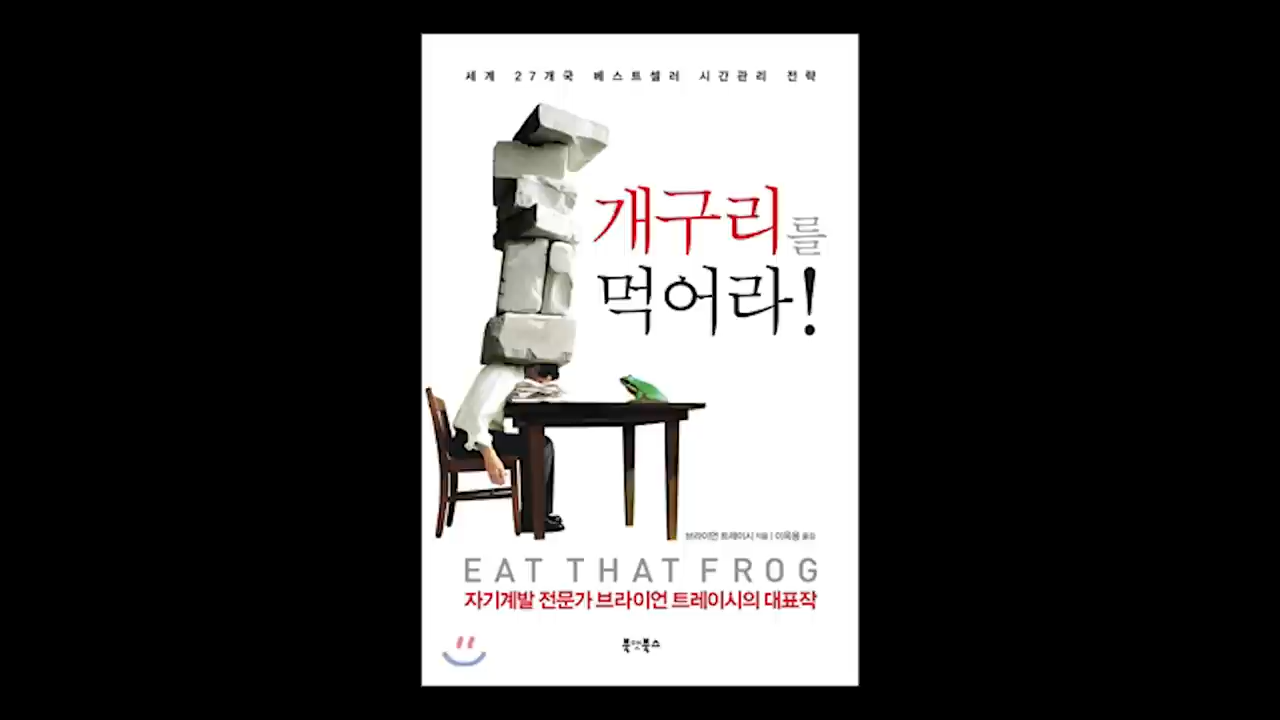 세계 27개국 베스트셀러 시간관리 전략
개구리를
먹어라!
브라이언 트레이시 지음 | 이옥용 옮김
EAT THAT FROG
자기계발 전문가 브라이언 트레이시의 대표작
북앳북스